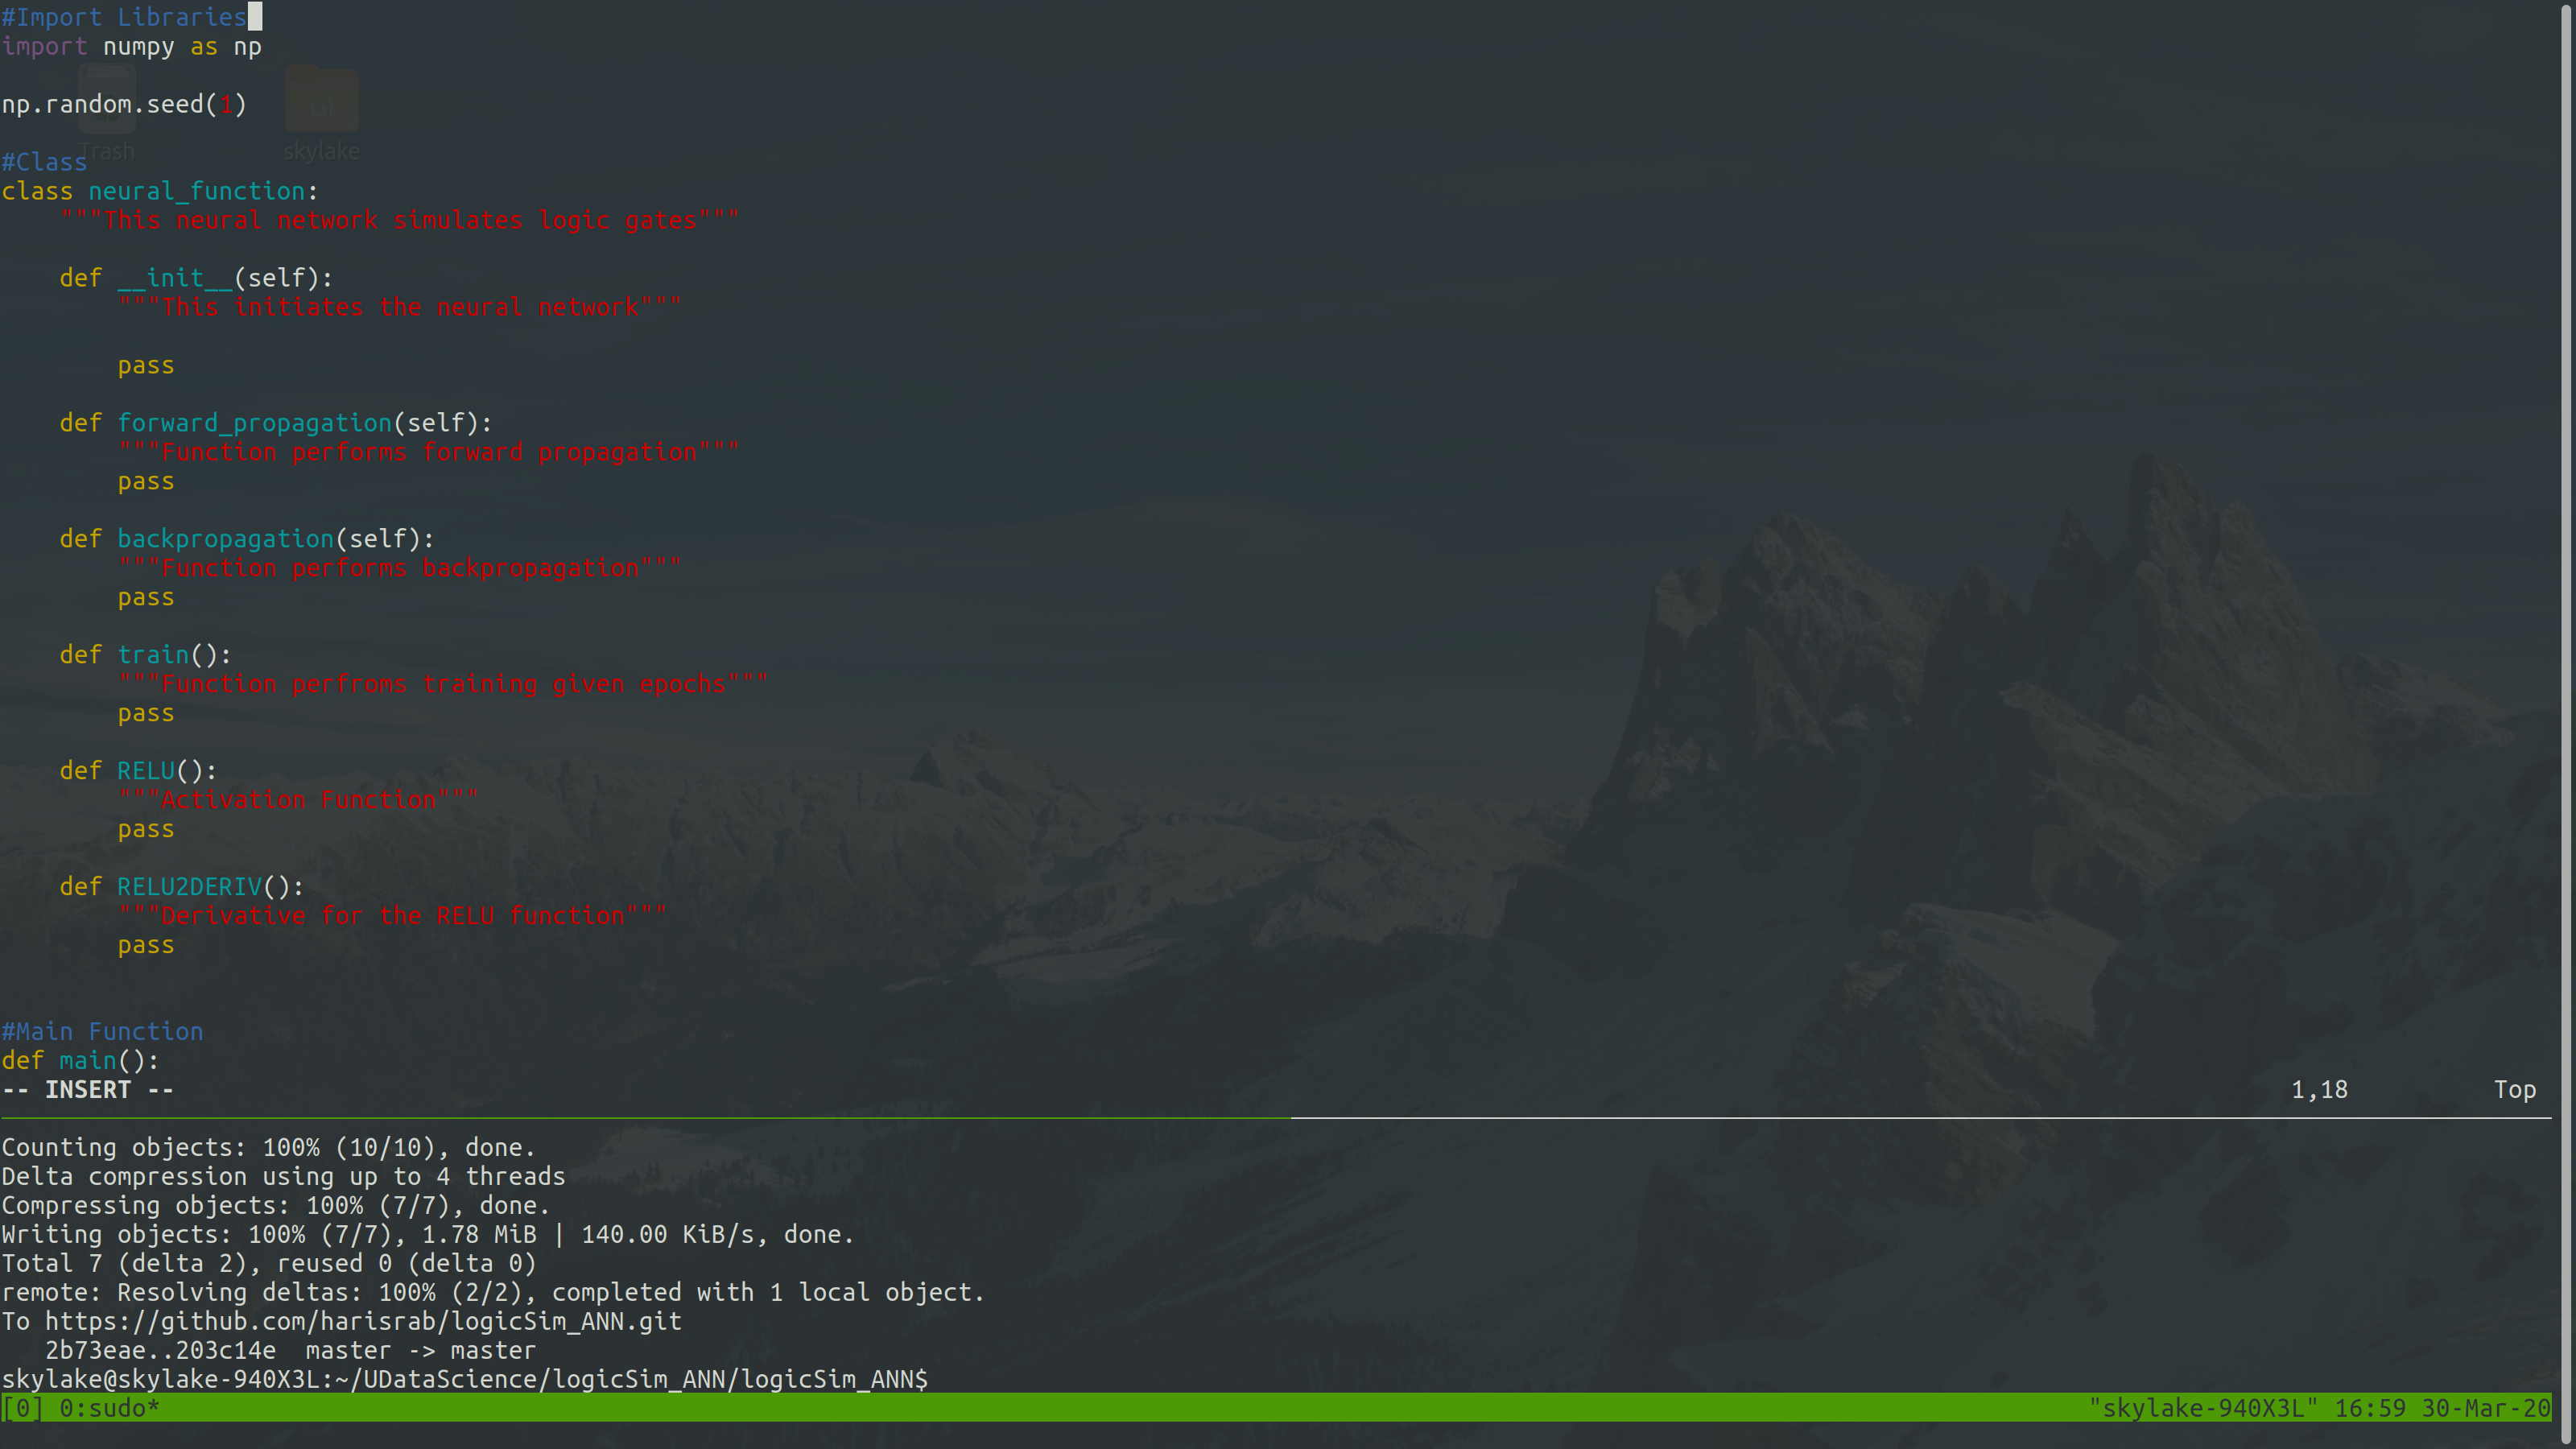 #Import Libraries
import numpy as np
np.random.seed(1)
Trash
skylake
#Class
class neural_function:
    """This neural network simulates logic gates"""
    def __init__(self):
        """This initiates the neural network"""
        pass
    def forward_propagation(self):
        """Function performs forward propagation"""
        pass
    def backpropagation(self):
        """Function performs backpropagation"""
        pass
    def train():
        """Function perfroms training given epochs"""
        pass
    def RELU():
        """Activation Function"""
        pass
    def RELU2DERIV():
        """Derivative for the RELU function"""
        pass
#Main Function
def main():
-- INSERT -- 1,18 Top
Counting objects: 100% (10/10), done.
Delta compression using up to 4 threads
Compressing objects: 100% (7/7), done.
Writing objects: 100% (7/7), 1.78 MiB | 140.00 KiB/s, done.
Total 7 (delta 2), reused 0 (delta 0)
remote: Resolving deltas: 100% (2/2), completed with 1 local object.
To https://github.com/harisrab/logicSim_ANN.git
   2b73eae..203c14e  master -> master
skylake@skylake-940X3L:~/UDataScience/logicSim_ANN/logicSim_ANN$
[0] 0:sudo* "skylake-940X3L" 16:59 30-Mar-20